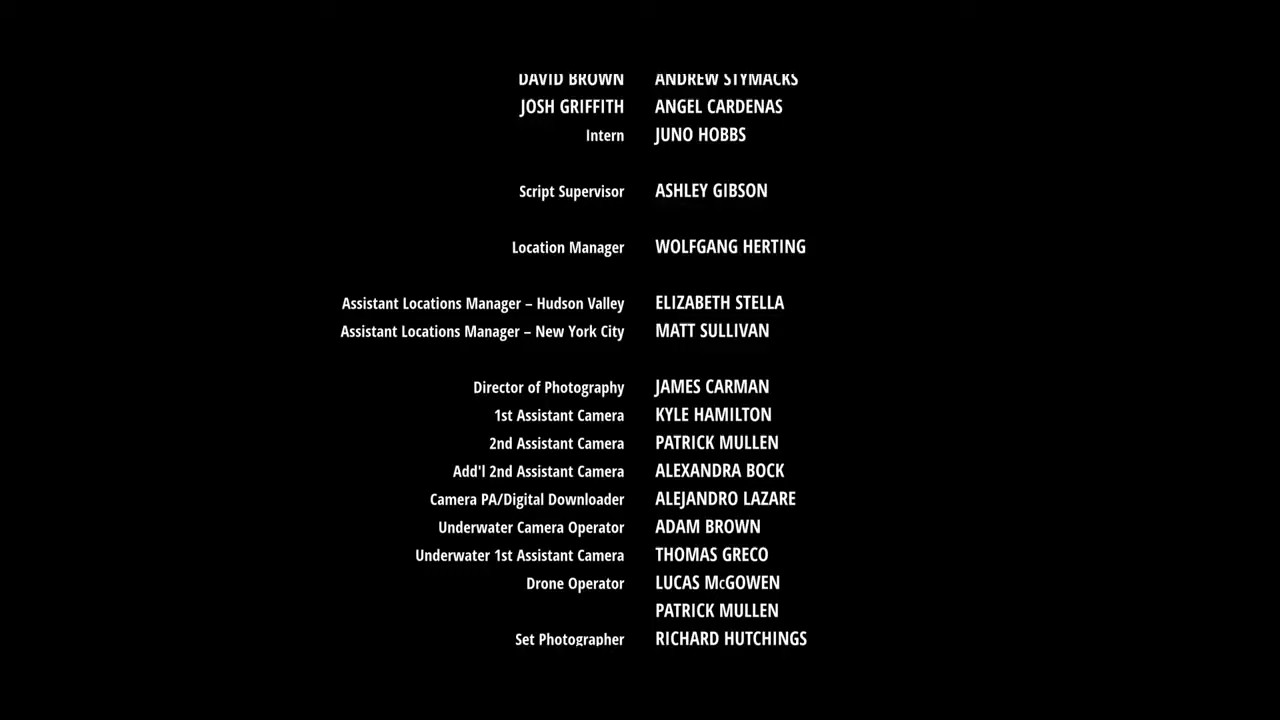 DAVID BROWN ANDREW STYMACKS
JOSH GRIFFITH ANGEL CARDENAS
Intern JUNO HOBBS
Script Supervisor ASHLEY GIBSON
Location Manager WOLFGANG HERTING
Assistant Locations Manager – Hudson Valley ELIZABETH STELLA
Assistant Locations Manager – New York City MATT SULLIVAN
Director of Photography JAMES CARMAN
1st Assistant Camera KYLE HAMILTON
2nd Assistant Camera PATRICK MULLEN
Add'l 2nd Assistant Camera ALEXANDRA BOCK
Camera PA/Digital Downloader ALEJANDRO LAZARE
Underwater Camera Operator ADAM BROWN
Underwater 1st Assistant Camera THOMAS GRECO
Drone Operator LUCAS McGOWEN
PATRICK MULLEN
Set Photographer RICHARD HUTCHINGS